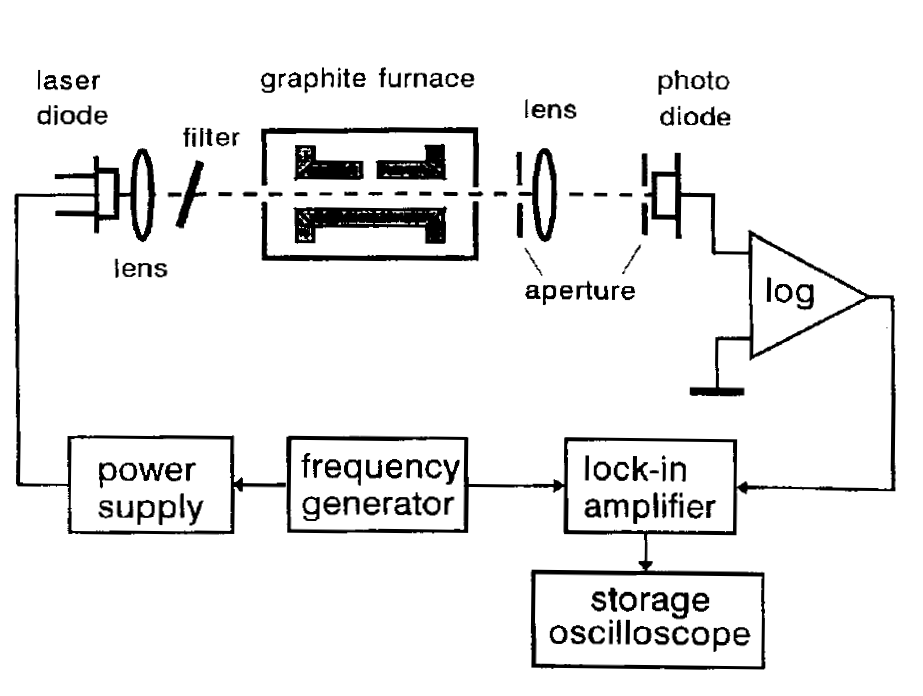 laser
diode
filter
graphite furnace
lens
photo
diode
lens
aperture
log
power
supply
frequency
generator
lock-in
amplifier
storage
oscilloscope